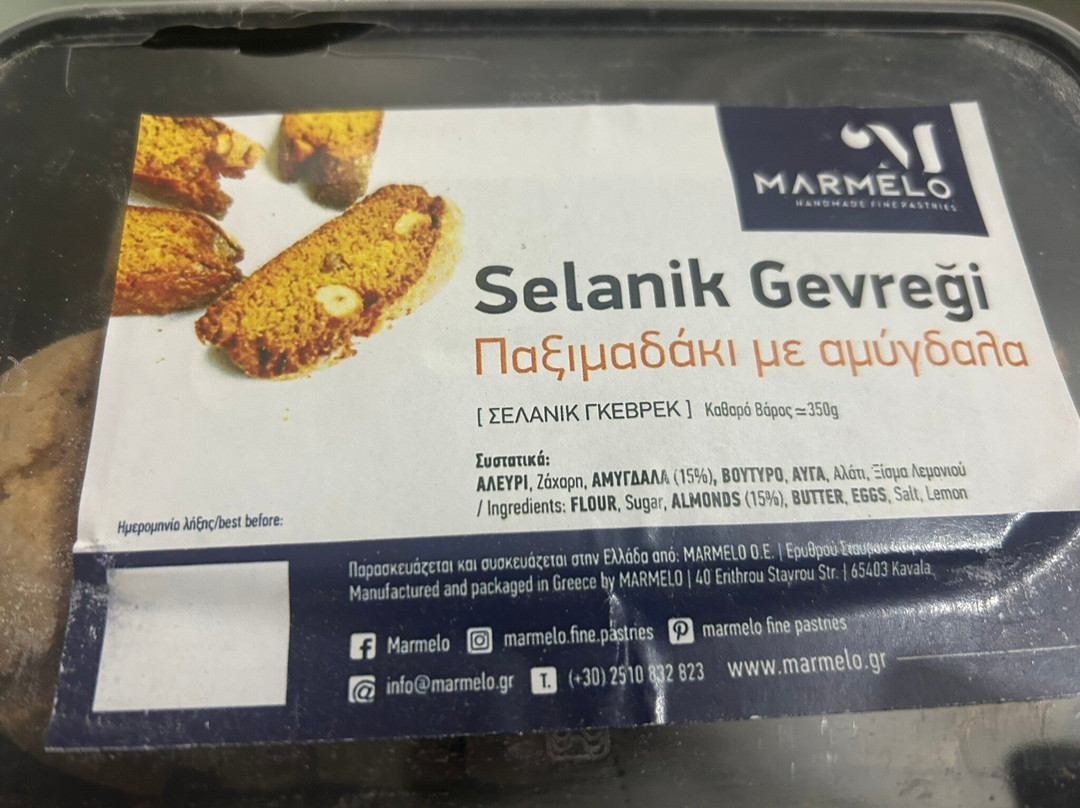 MARMELO
HANDMADE FINE PASTRIES
Selanik Gevreği
Παξιμαδάκι με αμύγδαλα
[ ΣΕΛΑΝΙΚ ΓΚΕΒΡΕΚ ] Καθαρό Βάρος ≃350g
Συστατικά:
ΑΛΕΥΡΙ, Ζάχαρη, ΑΜΥΓΔΑΛΑ (15%), ΒΟΥΤΥΡΟ, ΑΥΓΑ, Αλάτι, Ξίσμα Λεμονιού
/ Ingredients: FLOUR, Sugar, ALMONDS (15%), BUTTER, EGGS, Salt, Lemon
Ημερομηνία λήξης/best before:
Παρασκευάζεται και συσκευάζεται στην Ελλάδα από: MARMELO O.E. | Ερυθρού Σταυρού
Manufactured and packaged in Greece by MARMELO | 40 Erithrou Stayrou Str. | 65403 Kavala,
Marmelo marmelo.fine.pastries marmelo fine pastries
info@marmelo.gr T. (+30) 2510 832 823 www.marmelo.gr